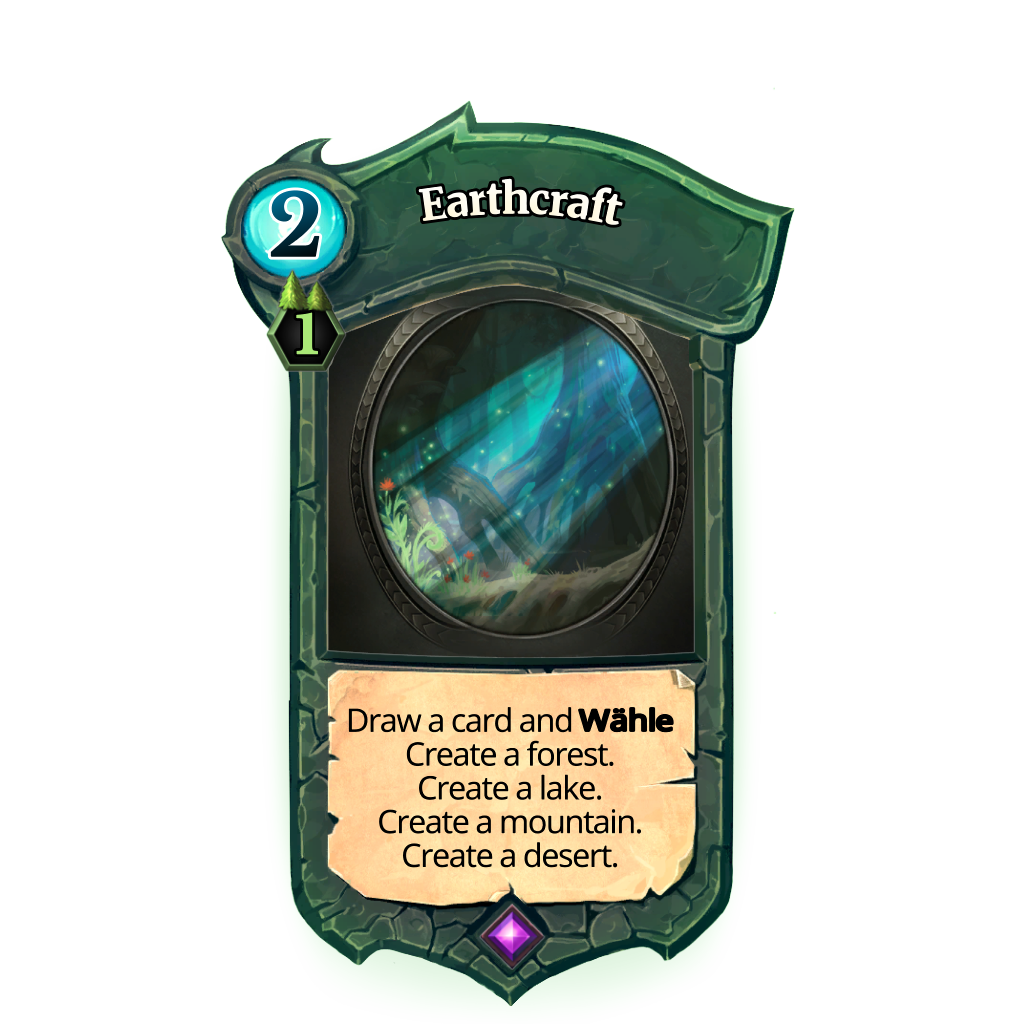 Earthcraft
2
1
Draw a card and Wähle
Create a forest.
Create a lake.
Create a mountain.
Create a desert.